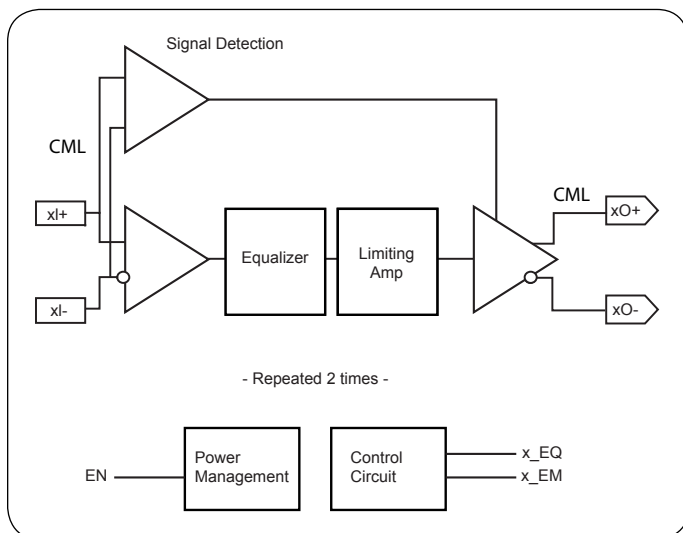 Signal Detection
CML
CML
xI+
xO+
Equalizer
Limiting
Amp
xI-
xO-
- Repeated 2 times -
Power
Management
Control
Circuit
x_EQ
EN
x_EM